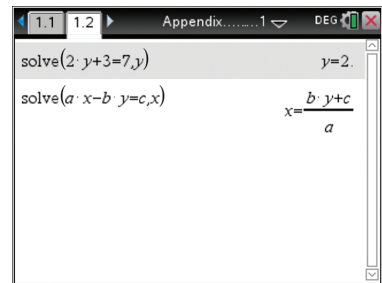 1.1 1.2 Appendix.........1 DEG
solve(2· y+3=7,y) y=2.
solve(a· x−b· y=c,x) x=(b· y+c)/a